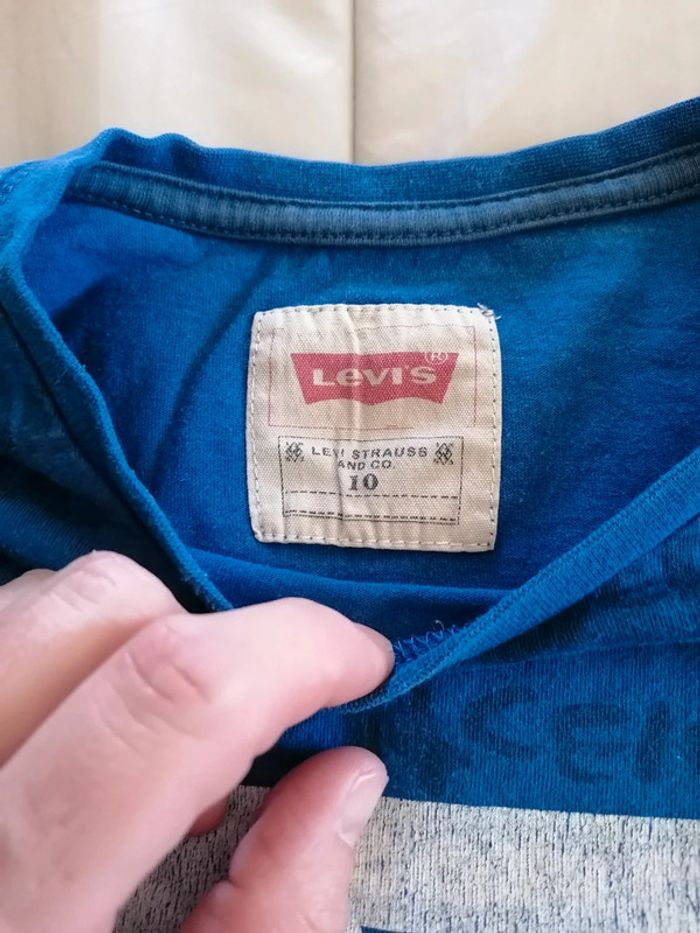 Levi's ®
LEVI STRAUSS
AND CO.
10